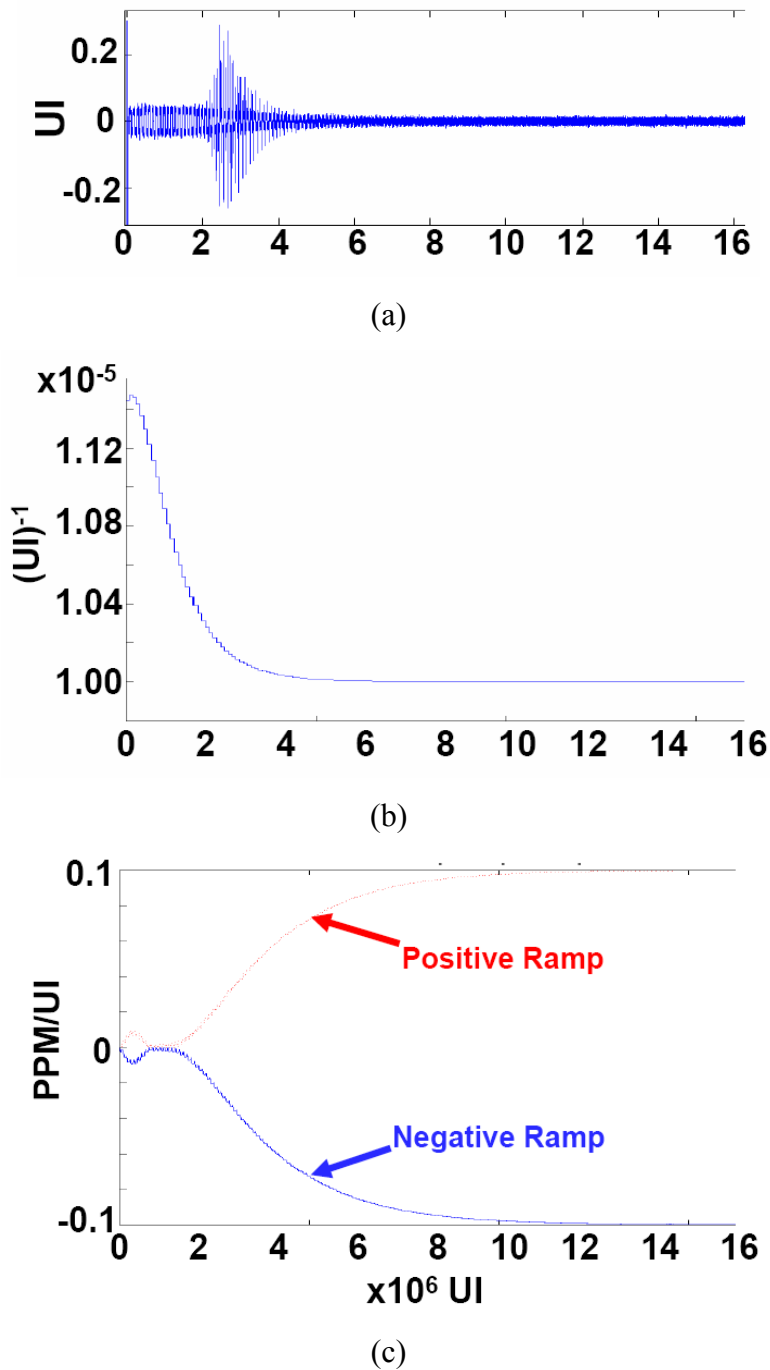 0.2
UI
0
-0.2
0 2 4 6 8 10 12 14 16
(a)
x10⁻⁵
1.12
(UI)⁻¹
1.08
1.04
1.00
0 2 4 6 8 10 12 14 16
(b)
0.1
Positive Ramp
PPM/UI
0
Negative Ramp
-0.1
0 2 4 6 8 10 12 14 16
x10⁶ UI
(c)